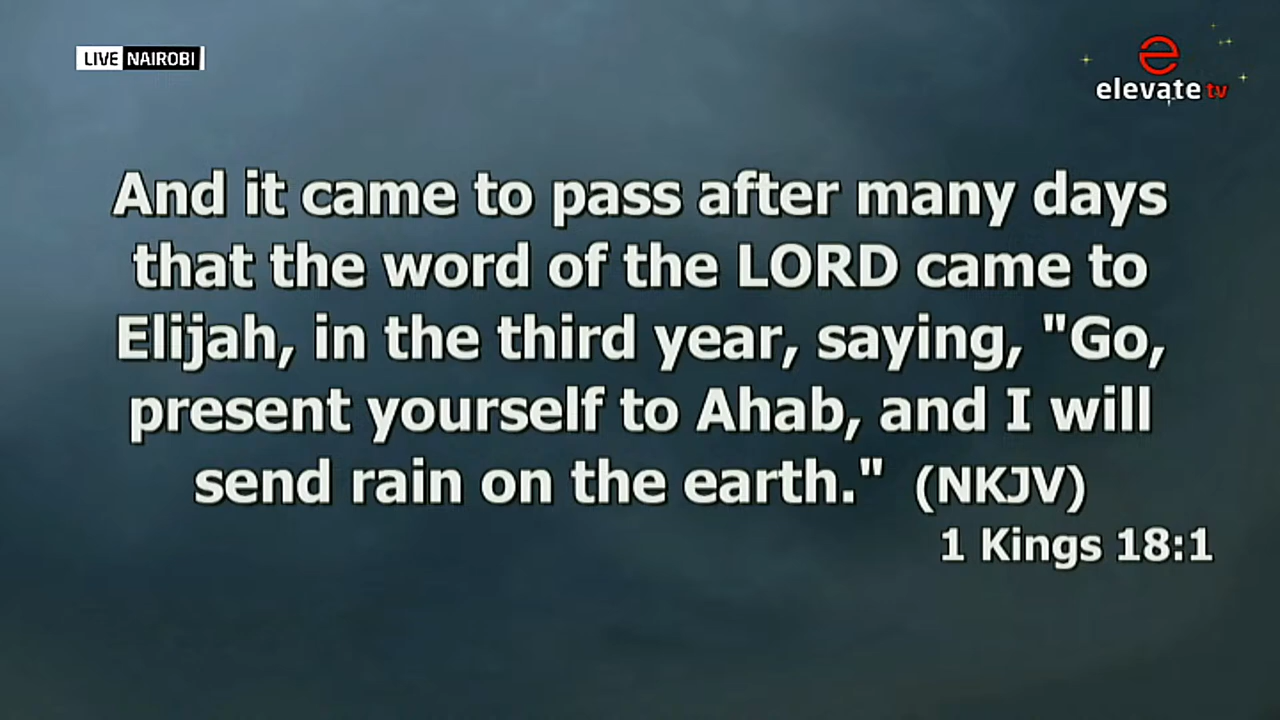 LIVE NAIROBI
e
elevate tv
And it came to pass after many days
that the word of the LORD came to
Elijah, in the third year, saying, "Go,
present yourself to Ahab, and I will
send rain on the earth." (NKJV)
1 Kings 18:1